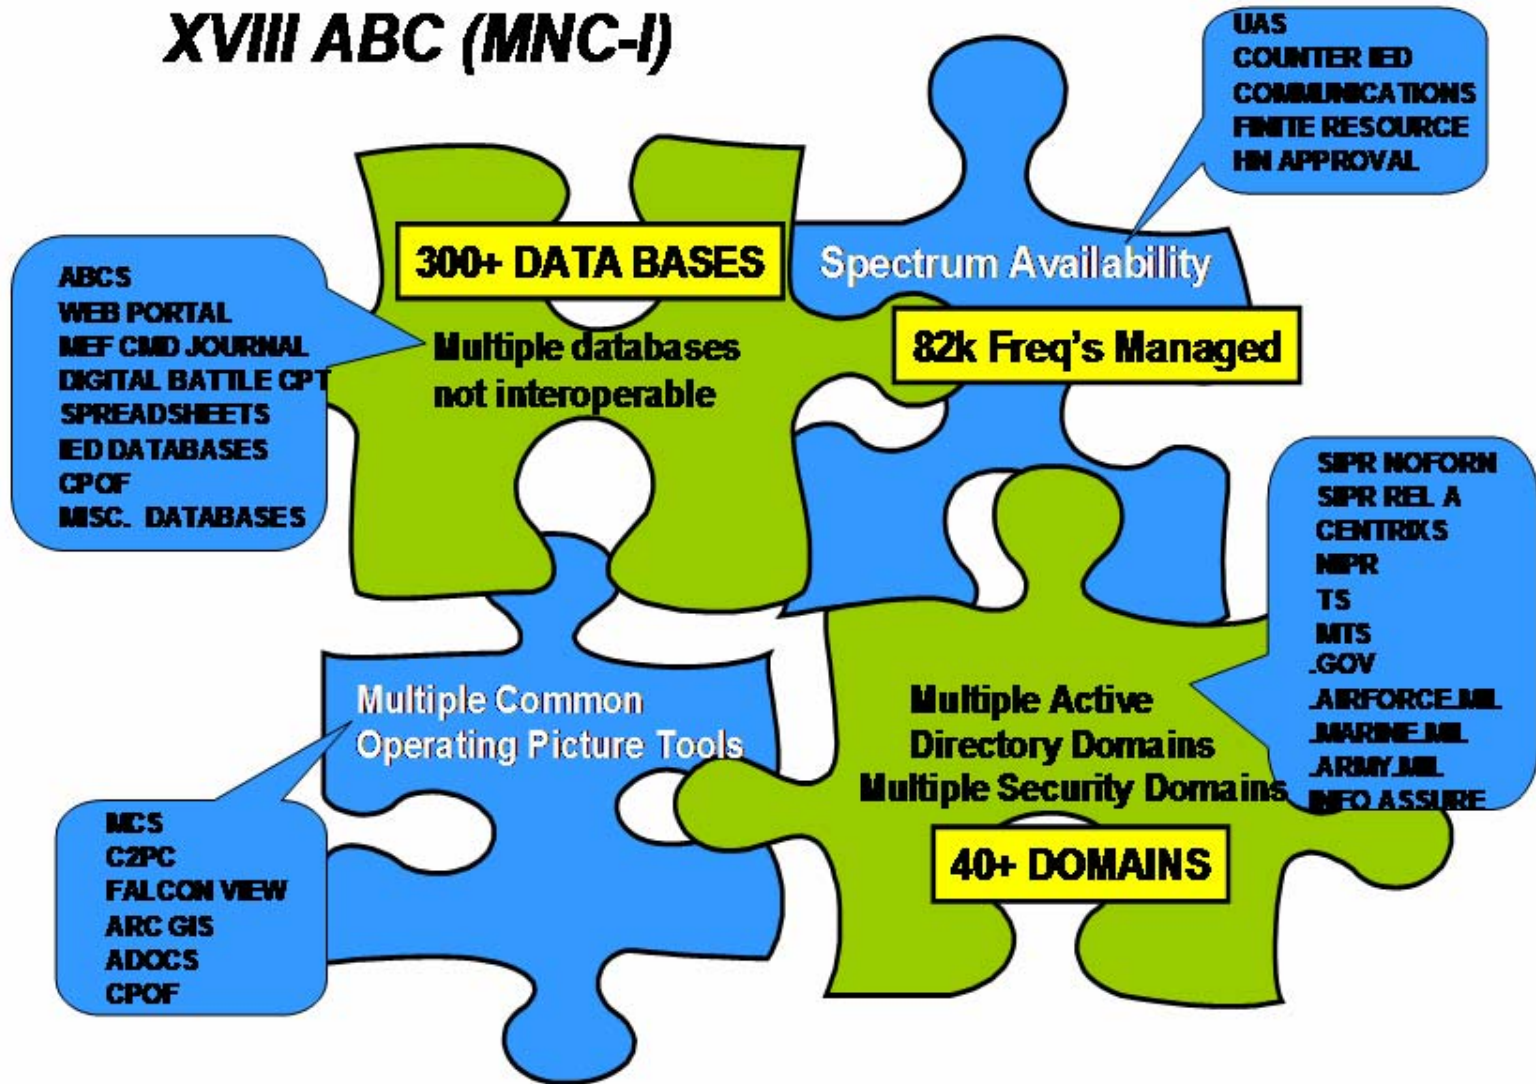 XVIII ABC (MNC-I)
UAS
COUNTER IED
COMMUNICATIONS
FINITE RESOURCE
HN APPROVAL
300+ DATA BASES
Multiple databases
not interoperable
Spectrum Availability
82k Freq's Managed
ABCS
WEB PORTAL
MEF CMD JOURNAL
DIGITAL BATTLE CPT
SPREADSHEETS
IED DATABASES
CPOF
MISC. DATABASES
SIPR NOFORN
SIPR REL A
CENTRIXS
NIPR
TS
MTS
.GOV
.AIRFORCE.MIL
.MARINE.MIL
.ARMY.MIL
INFO ASSURE
Multiple Common
Operating Picture Tools
Multiple Active
Directory Domains
Multiple Security Domains
40+ DOMAINS
MCS
C2PC
FALCON VIEW
ARC GIS
ADOCS
CPOF